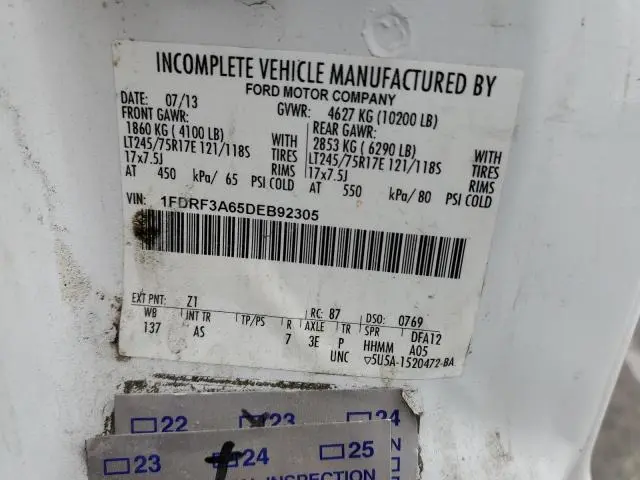 INCOMPLETE VEHICLE MANUFACTURED BY
FORD MOTOR COMPANY
DATE: 07/13 GVWR: 4627 KG (10200 LB)
FRONT GAWR: REAR GAWR:
1860 KG ( 4100 LB) WITH 2853 KG ( 6290 LB) WITH
LT245/75R17E 121/118S TIRES LT245/75R17E 121/118S TIRES
17x7.5J RIMS 17x7.5J RIMS
AT 450 kPa/ 65 PSI COLD AT 550 kPa/ 80 PSI COLD
VIN: 1FDRF3A65DEB92305
EXT PNT: Z1 RC: 87 DSO: 0769
WB INT TR TP/PS R AXLE TR SPR DFA12
137 AS 7 3E P HHMM A05
UNC ▽5U5A-1520472-BA
22 23 24
23 24 25
INSPECTION